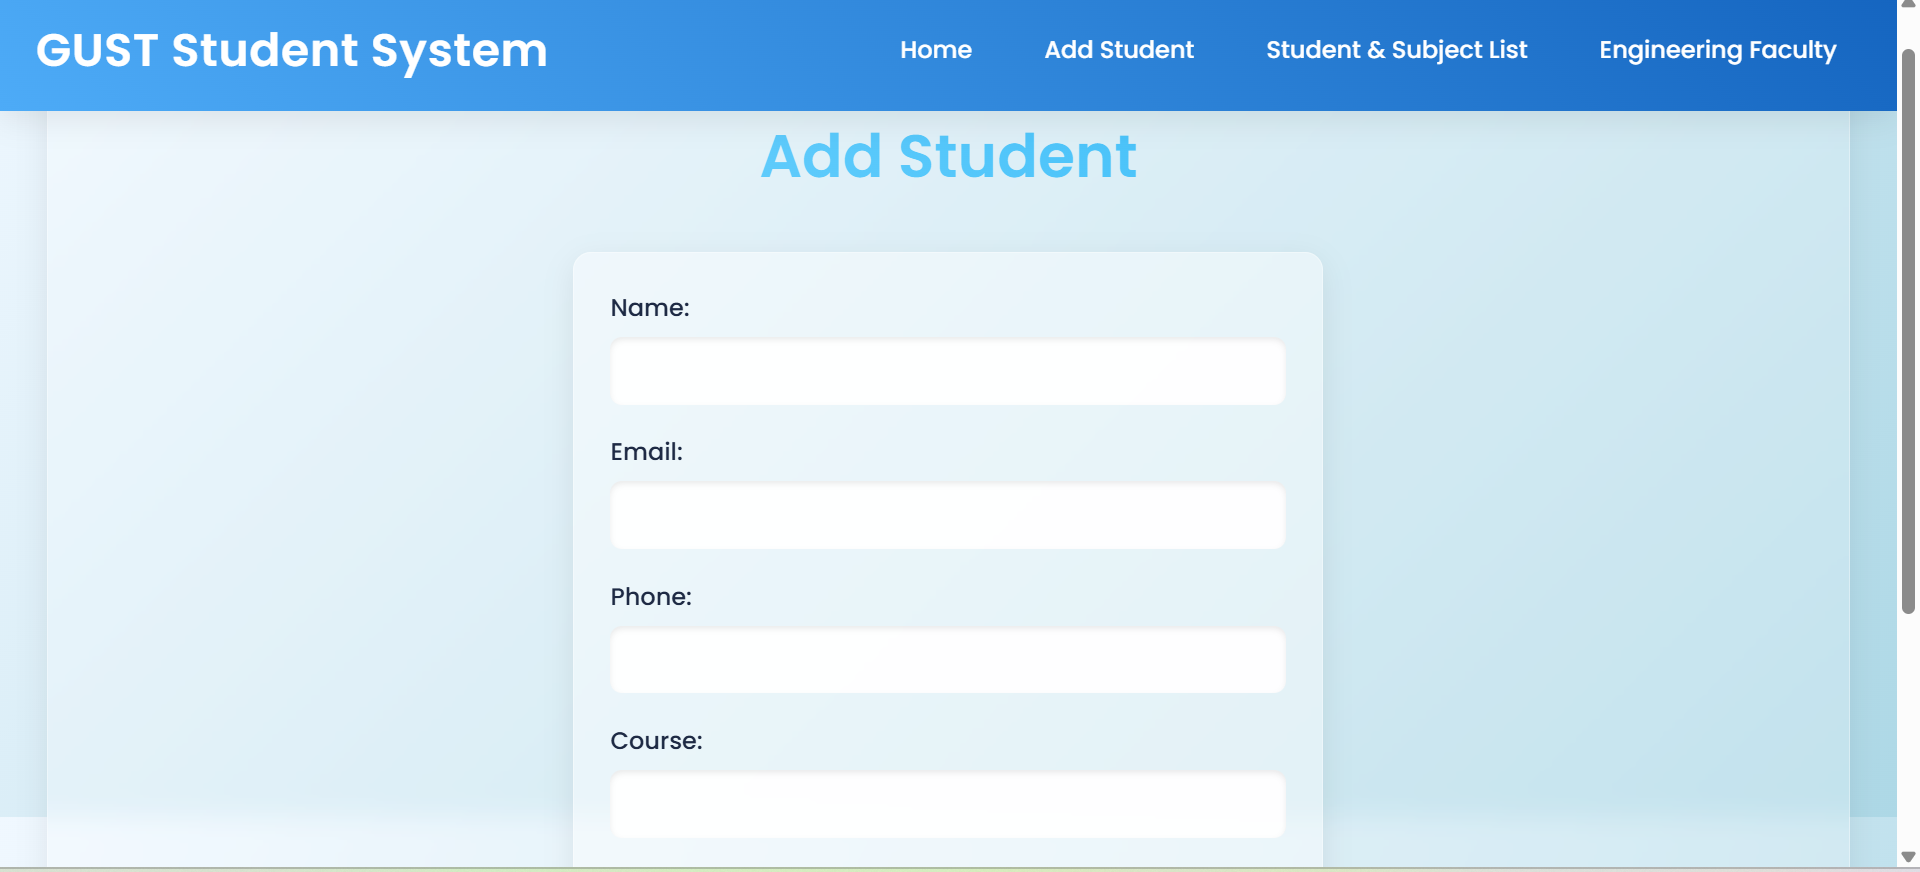 GUST Student System
Home
Add Student
Student & Subject List
Engineering Faculty
Add Student
Name:
Email:
Phone:
Course: